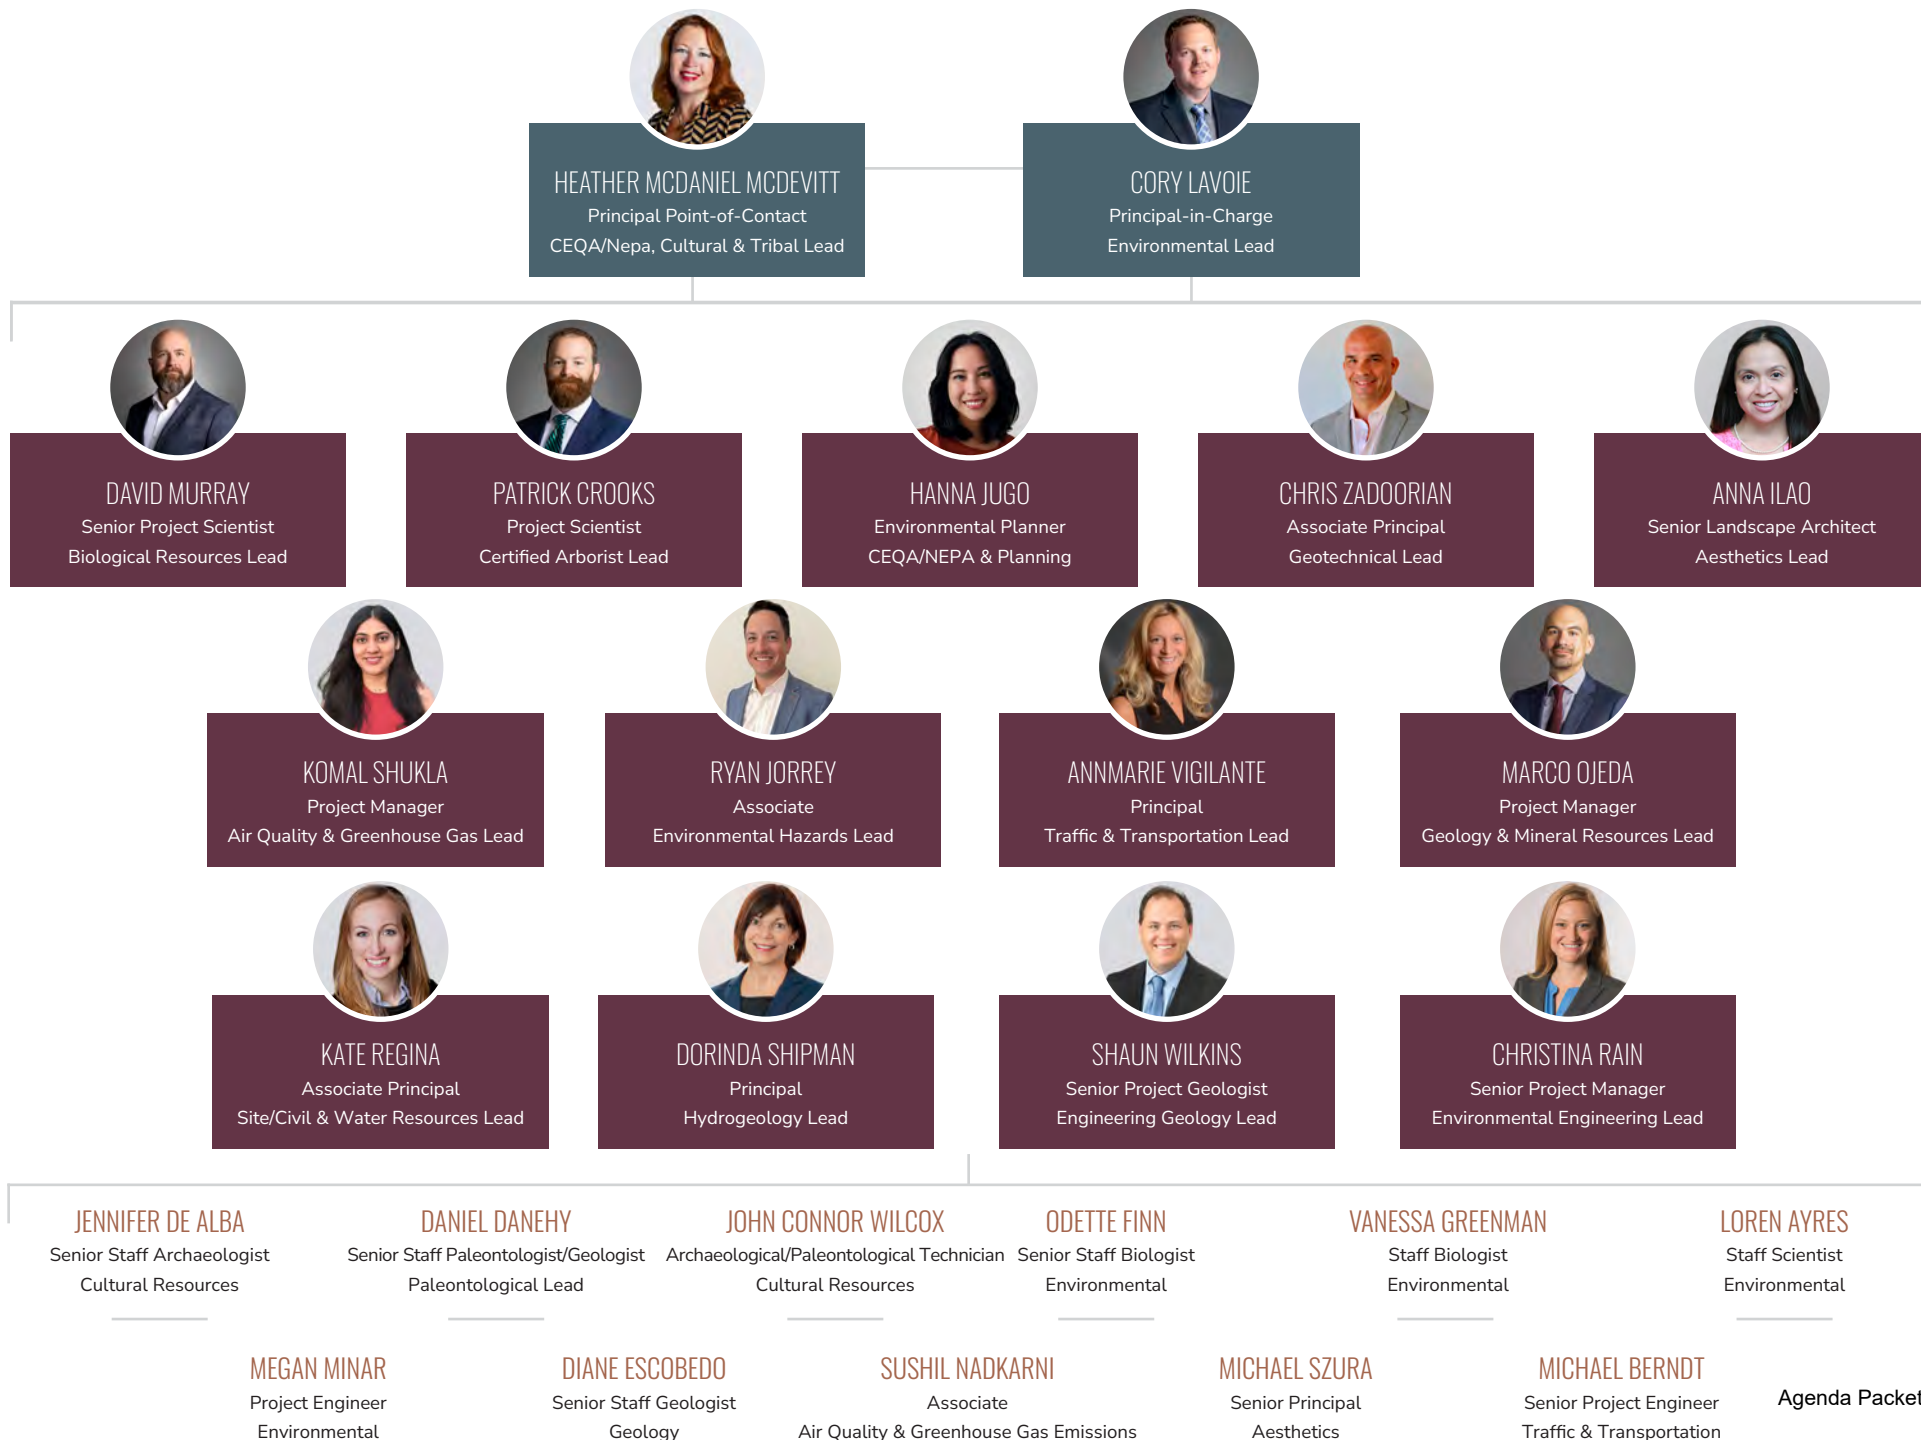 HEATHER MCDANIEL MCDEVITT
Principal Point-of-Contact
CEQA/Nepa, Cultural & Tribal Lead
CORY LAVOIE
Principal-in-Charge
Environmental Lead
DAVID MURRAY
Senior Project Scientist
Biological Resources Lead
PATRICK CROOKS
Project Scientist
Certified Arborist Lead
HANNA JUGO
Environmental Planner
CEQA/NEPA & Planning
CHRIS ZADOORIAN
Associate Principal
Geotechnical Lead
ANNA ILAO
Senior Landscape Architect
Aesthetics Lead
KOMAL SHUKLA
Project Manager
Air Quality & Greenhouse Gas Lead
RYAN JORREY
Associate
Environmental Hazards Lead
ANNMARIE VIGILANTE
Principal
Traffic & Transportation Lead
MARCO OJEDA
Project Manager
Geology & Mineral Resources Lead
KATE REGINA
Associate Principal
Site/Civil & Water Resources Lead
DORINDA SHIPMAN
Principal
Hydrogeology Lead
SHAUN WILKINS
Senior Project Geologist
Engineering Geology Lead
CHRISTINA RAIN
Senior Project Manager
Environmental Engineering Lead
JENNIFER DE ALBA
Senior Staff Archaeologist
Cultural Resources
DANIEL DANEHY
Senior Staff Paleontologist/Geologist
Paleontological Lead
JOHN CONNOR WILCOX
Archaeological/Paleontological Technician
Cultural Resources
ODETTE FINN
Senior Staff Biologist
Environmental
VANESSA GREENMAN
Staff Biologist
Environmental
LOREN AYRES
Staff Scientist
Environmental
MEGAN MINAR
Project Engineer
Environmental
DIANE ESCOBEDO
Senior Staff Geologist
Geology
SUSHIL NADKARNI
Associate
Air Quality & Greenhouse Gas Emissions
MICHAEL SZURA
Senior Principal
Aesthetics
MICHAEL BERNDT
Senior Project Engineer
Traffic & Transportation
Agenda Packet